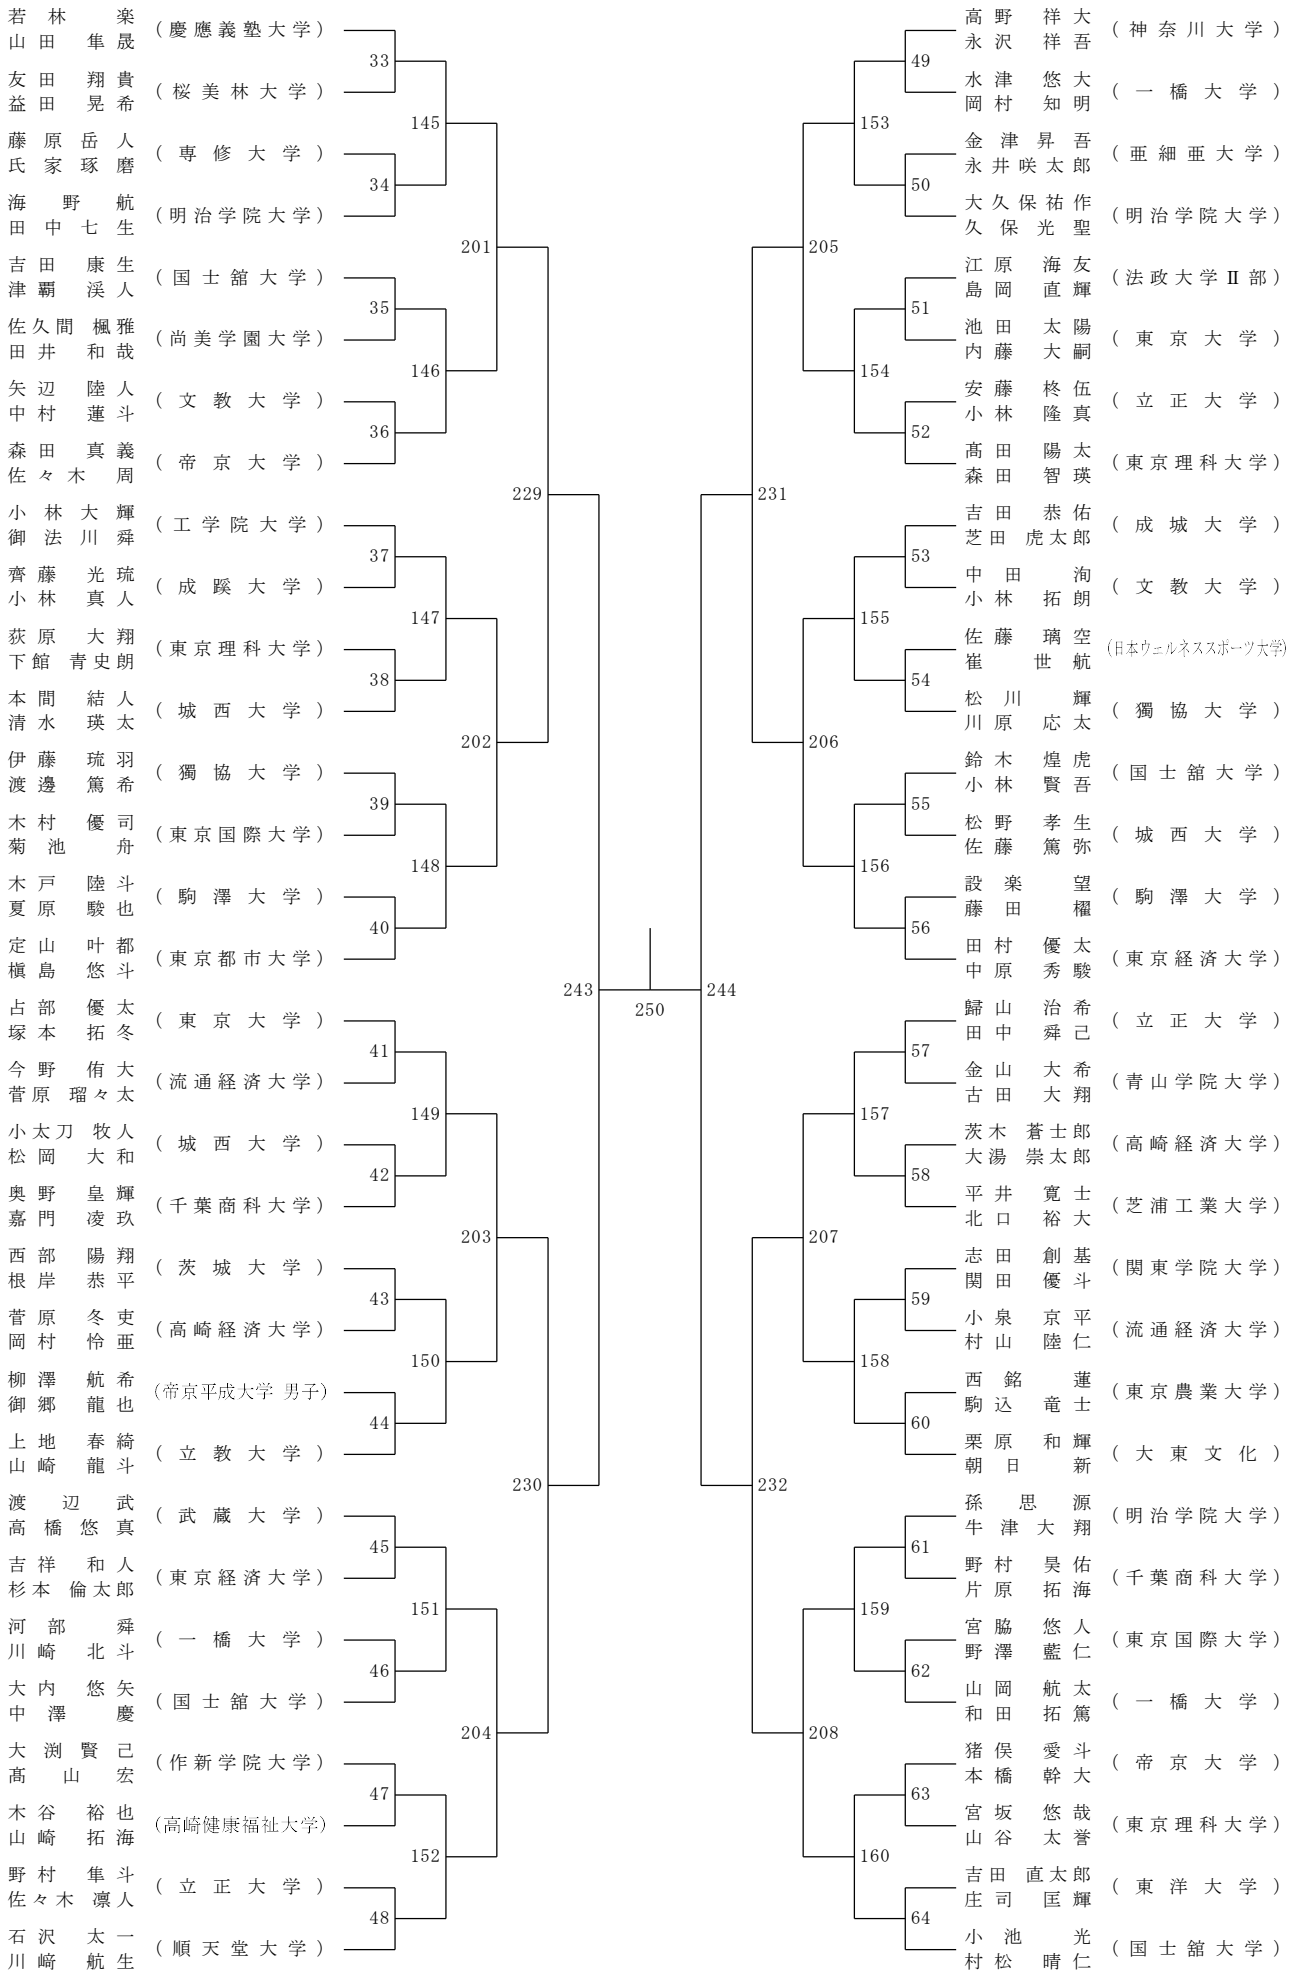 若林 楽
山田 隼晟
(慶應義塾大学)
33
友田 翔貴
益田 晃希
(桜美林大学)
145
藤原岳人
氏家琢磨
(専修大学)
34
海野 航
田中七生
(明治学院大学)
201
吉田 康生
津覇 渓人
(国士舘大学)
35
佐久間 楓雅
田井 和哉
(尚美学園大学)
146
矢辺 陸人
中村 蓮斗
(文教大学)
36
森田 真義
佐々木 周
(帝京大学)
229
小林大輝
御法川舜
(工学院大学)
37
齊藤 光琉
小林 真人
(成蹊大学)
147
荻原 大翔
下館 青史朗
(東京理科大学)
38
本間 結人
清水 瑛太
(城西大学)
202
伊藤 琉羽
渡邊 篤希
(獨協大学)
39
木村 優司
菊池 舟
(東京国際大学)
148
木戸 陸斗
夏原 駿也
(駒澤大学)
40
定山 叶都
槇島 悠斗
(東京都市大学)
243
占部 優太
塚本 拓冬
(東京大学)
41
今野 侑大
菅原 瑠々太
(流通経済大学)
149
小太刀 牧人
松岡 大和
(城西大学)
42
奥野 皇輝
嘉門 凌玖
(千葉商科大学)
203
西部 陽翔
根岸 恭平
(茨城大学)
43
菅原 冬吏
岡村 怜亜
(高崎経済大学)
150
柳澤 航希
御郷 龍也
(帝京平成大学 男子)
44
上地 春綺
山崎 龍斗
(立教大学)
230
渡辺 武
高橋悠真
(武蔵大学)
45
吉祥 和人
杉本 倫太郎
(東京経済大学)
151
河部 舜
川崎 北斗
(一橋大学)
46
大内 悠矢
中澤 慶
(国士舘大学)
204
大渕賢己
髙山 宏
(作新学院大学)
47
木谷 裕也
山崎 拓海
(高崎健康福祉大学)
152
野村 隼斗
佐々木 凛人
(立正大学)
48
石沢 太一
川﨑 航生
(順天堂大学)
250
高野 祥大
永沢 祥吾
(神奈川大学)
49
水津 悠大
岡村 知明
(一橋大学)
153
金津昇吾
永井咲太郎
(亜細亜大学)
50
大久保祐作
久保光聖
(明治学院大学)
205
江原 海友
島岡 直輝
(法政大学Ⅱ部)
51
池田 太陽
内藤 大嗣
(東京大学)
154
安藤 柊伍
小林 隆真
(立正大学)
52
髙田 陽太
森田 智瑛
(東京理科大学)
231
吉田 恭佑
芝田 虎太郎
(成城大学)
53
中田 洵
小林 拓朗
(文教大学)
155
佐藤 璃空
崔 世航
(日本ウェルネススポーツ大学)
54
松川 輝
川原 応太
(獨協大学)
206
鈴木 煌虎
小林 賢吾
(国士舘大学)
55
松野 孝生
佐藤 篤弥
(城西大学)
156
設楽 望
藤田 櫂
(駒澤大学)
56
田村 優太
中原 秀駿
(東京経済大学)
244
歸山 治希
田中 舜己
(立正大学)
57
金山 大希
古田 大翔
(青山学院大学)
157
茨木 蒼士郎
大湯 崇太郎
(高崎経済大学)
58
平井 寛士
北口 裕大
(芝浦工業大学)
207
志田 創基
関田 優斗
(関東学院大学)
59
小泉 京平
村山 陸仁
(流通経済大学)
158
西銘 蓮
駒込 竜士
(東京農業大学)
60
栗原 和輝
朝日 新
(大東文化)
232
孫思源
牛津大翔
(明治学院大学)
61
野村 昊佑
片原 拓海
(千葉商科大学)
159
宮脇 悠人
野澤 藍仁
(東京国際大学)
62
山岡 航太
和田 拓篤
(一橋大学)
208
猪俣 愛斗
本橋 幹大
(帝京大学)
63
宮坂 悠哉
山谷 太誉
(東京理科大学)
160
吉田 直太郎
庄司 匡輝
(東洋大学)
64
小池 光
村松 晴仁
(国士舘大学)